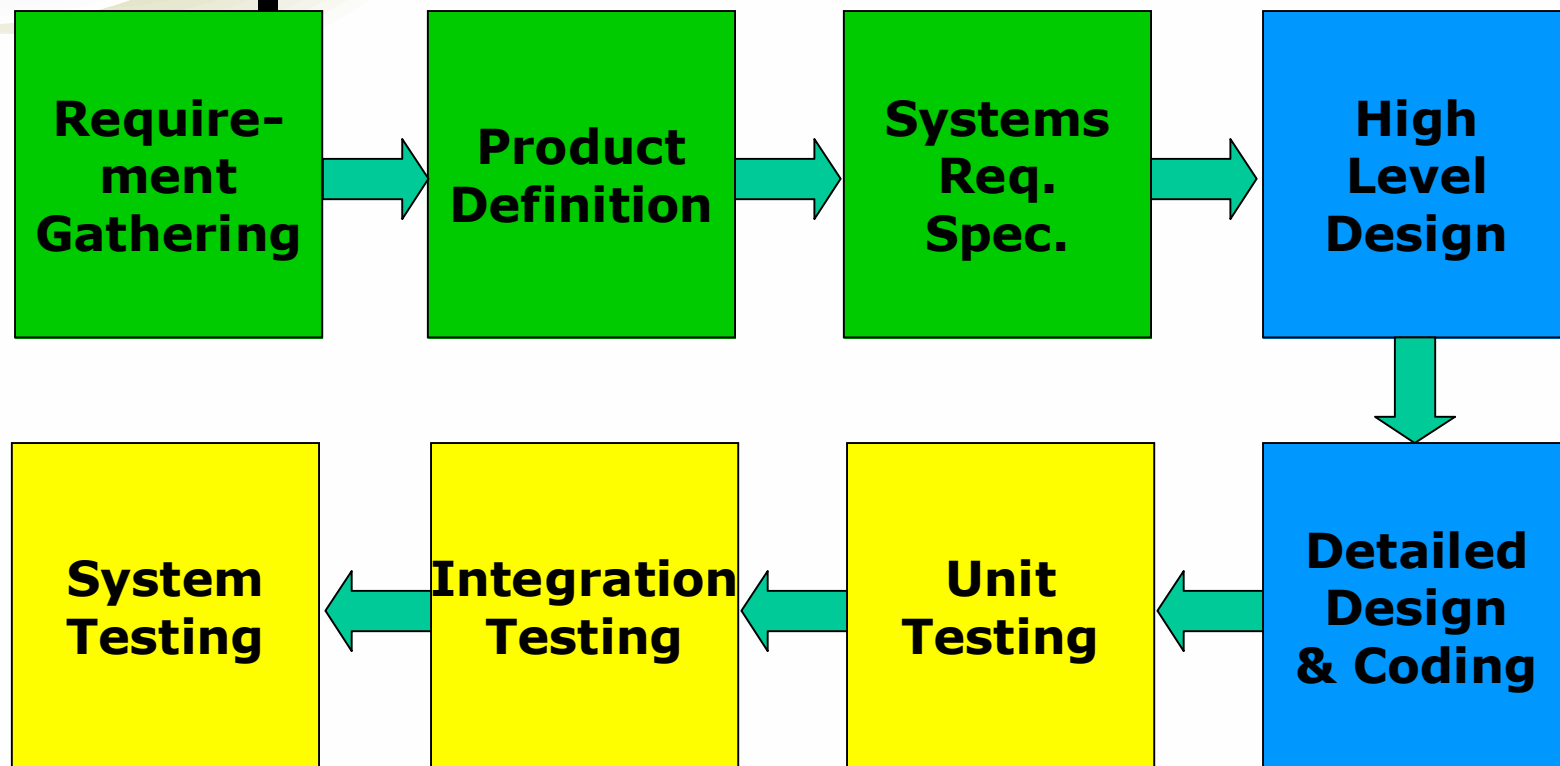 Require-
ment
Gathering
Product
Definition
Systems
Req.
Spec.
High
Level
Design
System
Testing
Integration
Testing
Unit
Testing
Detailed
Design
& Coding